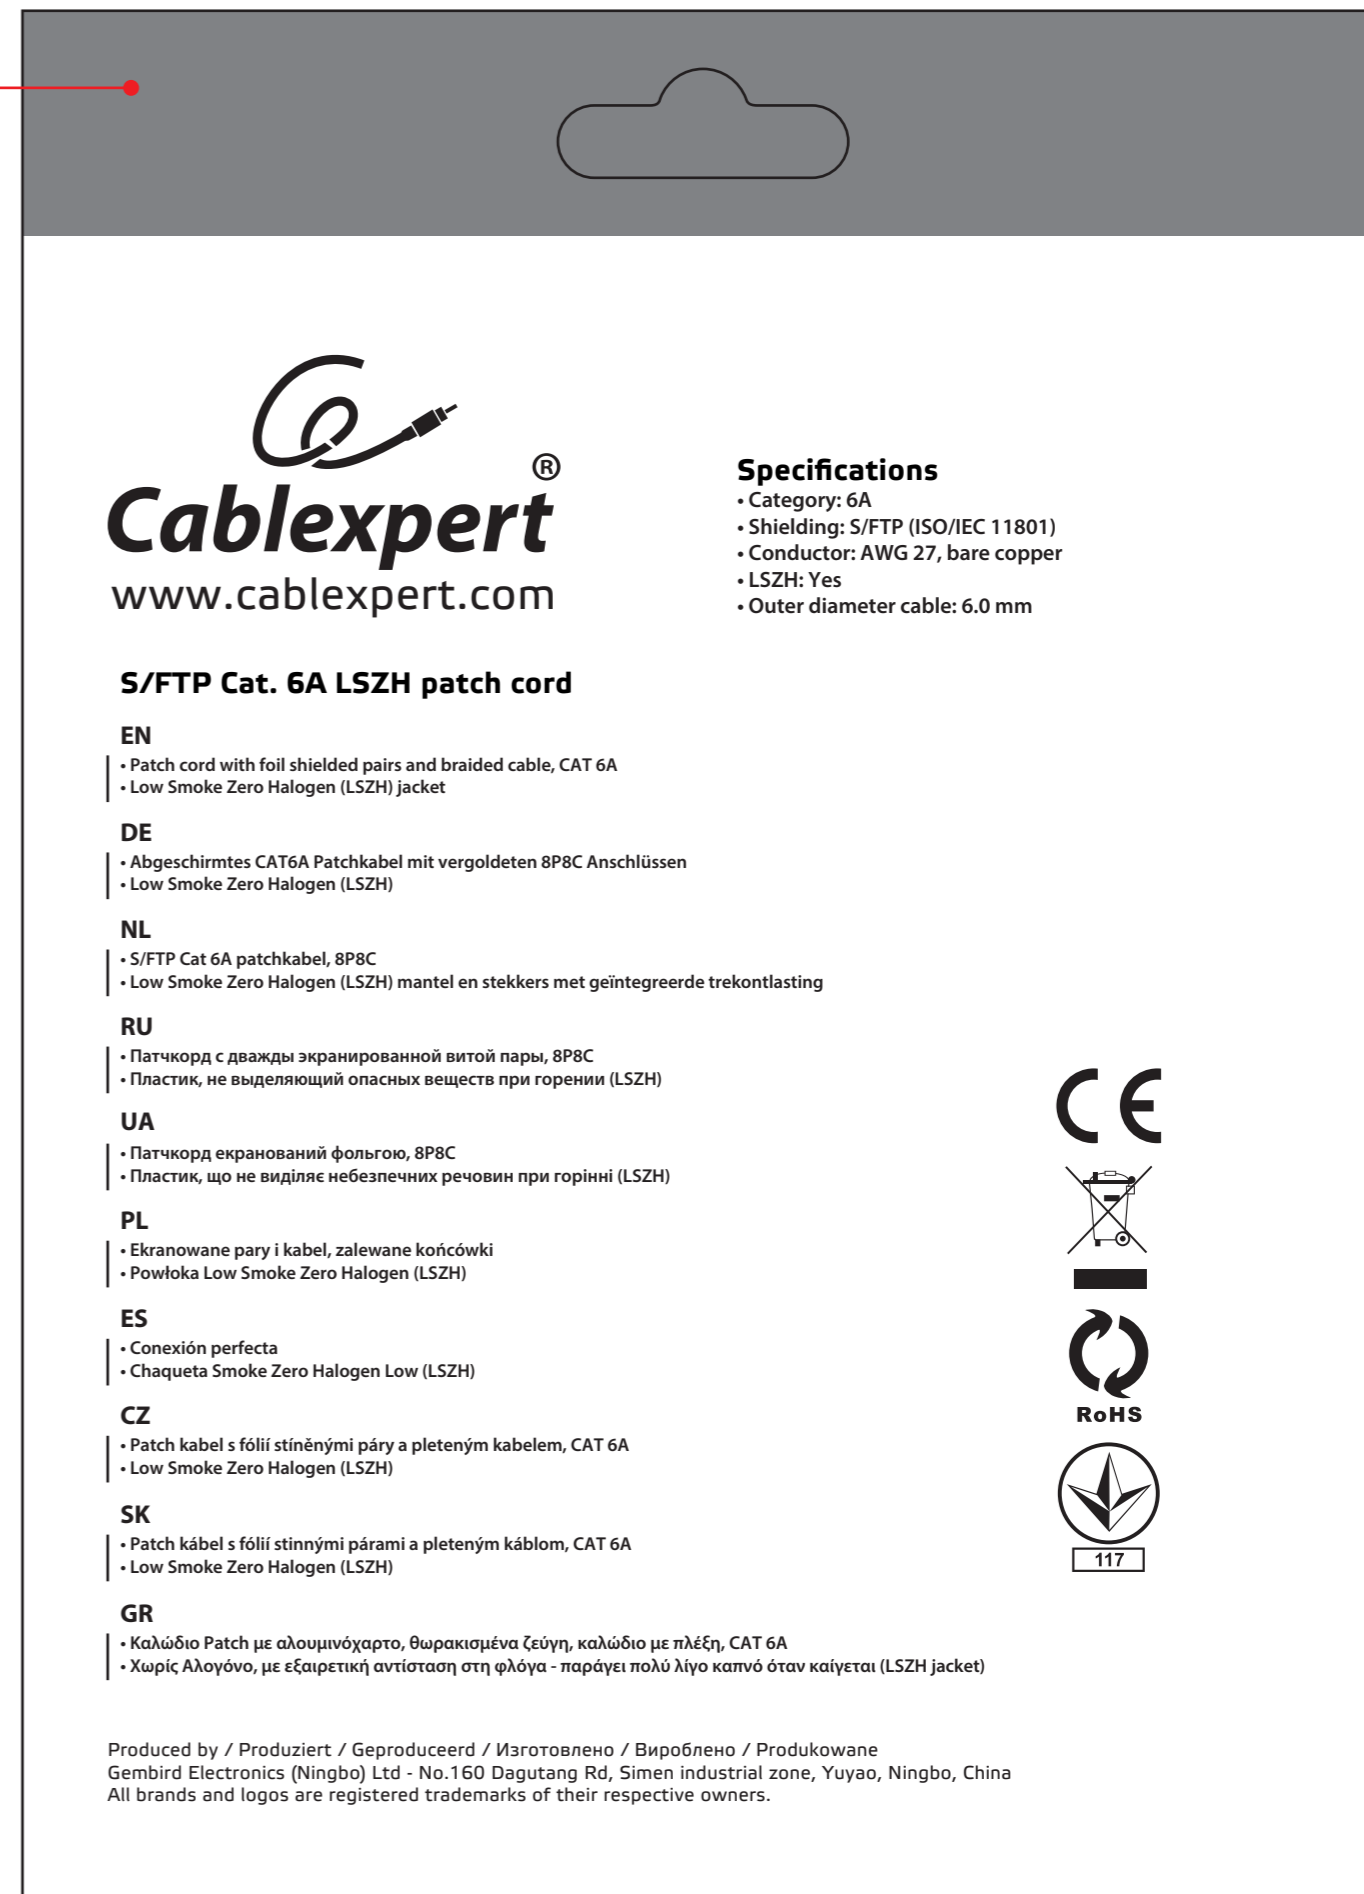 Cablexpert®
www.cablexpert.com
Specifications
• Category: 6A
• Shielding: S/FTP (ISO/IEC 11801)
• Conductor: AWG 27, bare copper
• LSZH: Yes
• Outer diameter cable: 6.0 mm
S/FTP Cat. 6A LSZH patch cord
EN
• Patch cord with foil shielded pairs and braided cable, CAT 6A
• Low Smoke Zero Halogen (LSZH) jacket
DE
• Abgeschirmtes CAT6A Patchkabel mit vergoldeten 8P8C Anschlüssen
• Low Smoke Zero Halogen (LSZH)
NL
• S/FTP Cat 6A patchkabel, 8P8C
• Low Smoke Zero Halogen (LSZH) mantel en stekkers met geïntegreerde trekontlasting
RU
• Патчкорд с дважды экранированной витой пары, 8P8C
• Пластик, не выделяющий опасных веществ при горении (LSZH)
UA
• Патчкорд екранований фольгою, 8P8C
• Пластик, що не виділяє небезпечних речовин при горінні (LSZH)
PL
• Ekranowane pary i kabel, zalewane końcówki
• Powłoka Low Smoke Zero Halogen (LSZH)
ES
• Conexión perfecta
• Chaqueta Smoke Zero Halogen Low (LSZH)
CZ
• Patch kabel s fólií stíněnými páry a pleteným kabelem, CAT 6A
• Low Smoke Zero Halogen (LSZH)
SK
• Patch kábel s fólií stinnými párami a pleteným káblom, CAT 6A
• Low Smoke Zero Halogen (LSZH)
GR
• Καλώδιο Patch με αλουμινόχαρτο, θωρακισμένα ζεύγη, καλώδιο με πλέξη, CAT 6A
• Χωρίς Αλογόνο, με εξαιρετική αντίσταση στη φλόγα - παράγει πολύ λίγο καπνό όταν καίγεται (LSZH jacket)
CE
RoHS
117
Produced by / Produziert / Geproduceerd / Изготовлено / Вироблено / Produkowane
Gembird Electronics (Ningbo) Ltd - No.160 Dagutang Rd, Simen industrial zone, Yuyao, Ningbo, China
All brands and logos are registered trademarks of their respective owners.